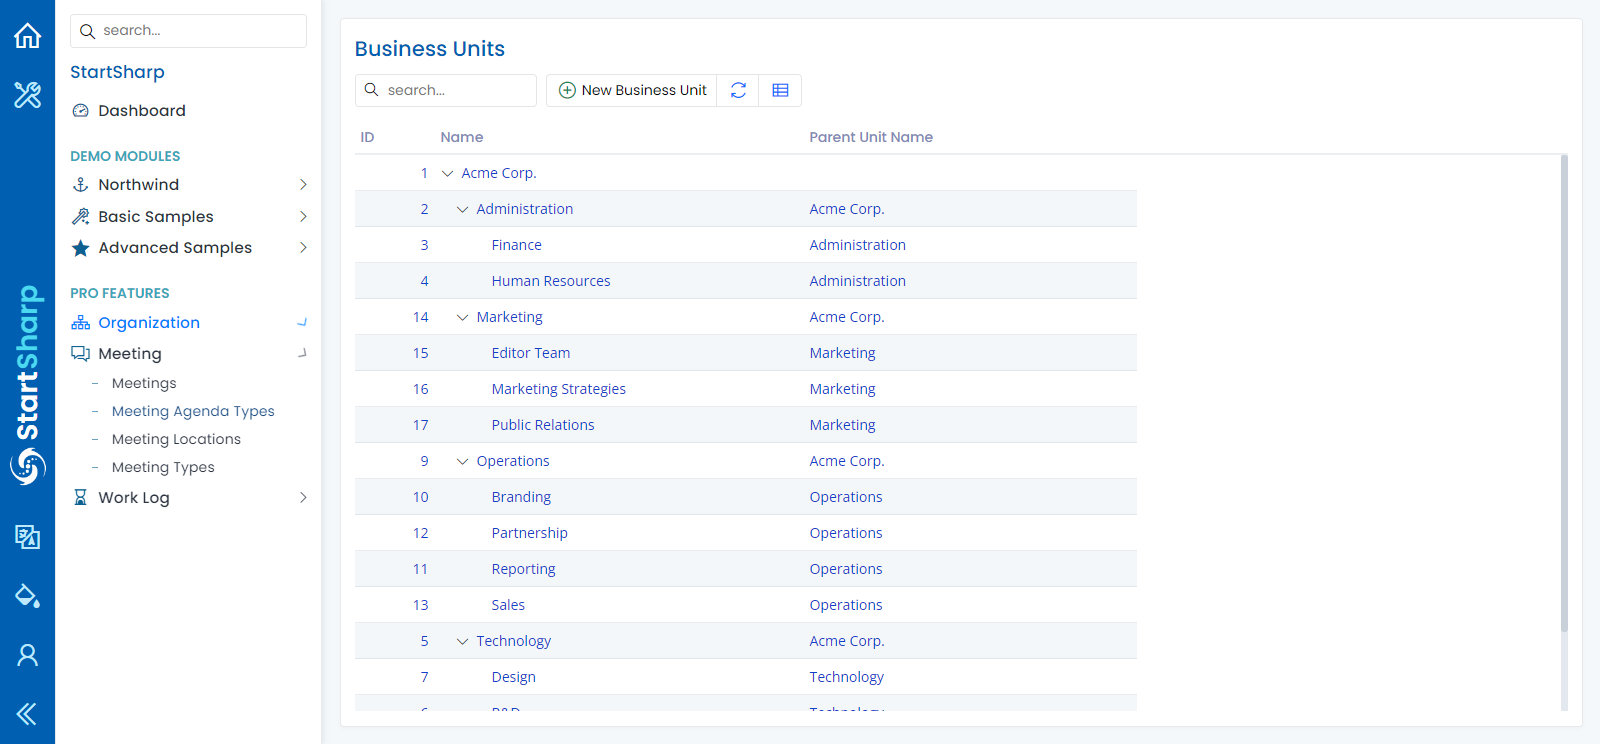 search...
StartSharp
Dashboard
DEMO MODULES
Northwind
Basic Samples
Advanced Samples
PRO FEATURES
Organization
Meeting
- Meetings
- Meeting Agenda Types
- Meeting Locations
- Meeting Types
Work Log
StartSharp
Business Units
search...
New Business Unit
ID Name Parent Unit Name
1 Acme Corp.
2 Administration Acme Corp.
3 Finance Administration
4 Human Resources Administration
14 Marketing Acme Corp.
15 Editor Team Marketing
16 Marketing Strategies Marketing
17 Public Relations Marketing
9 Operations Acme Corp.
10 Branding Operations
12 Partnership Operations
11 Reporting Operations
13 Sales Operations
5 Technology Acme Corp.
7 Design Technology
6 R&D Technology